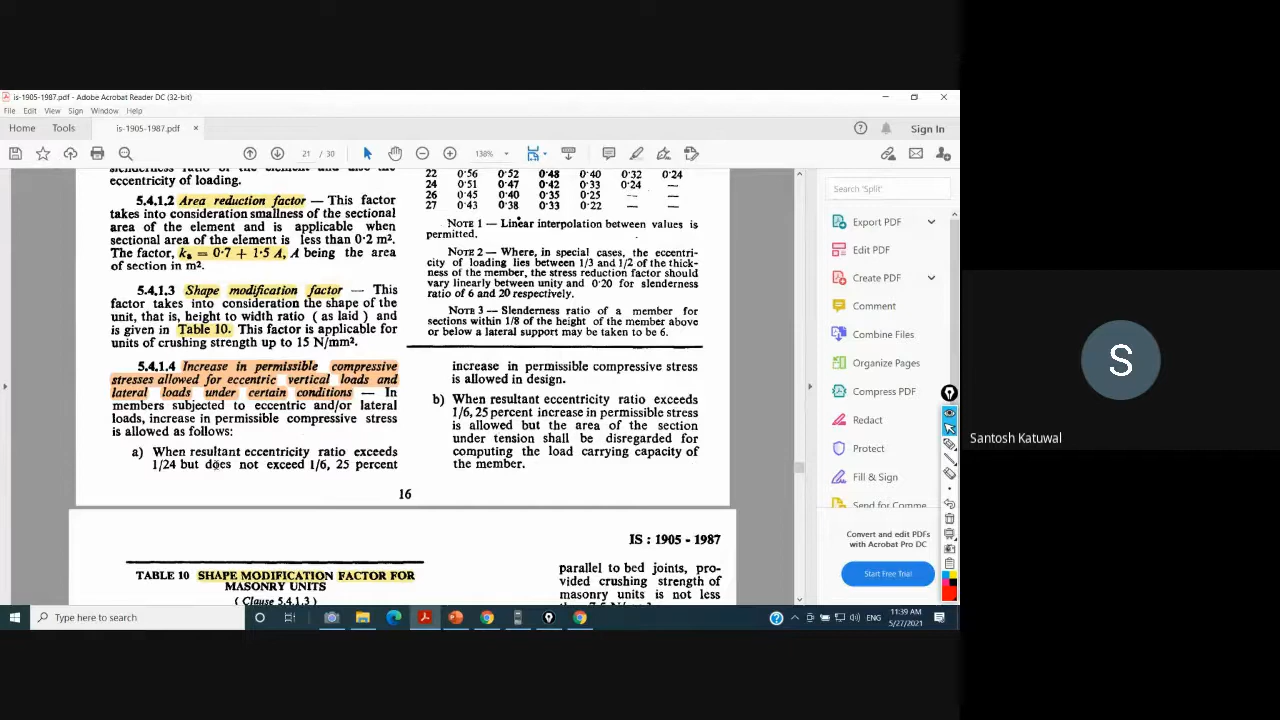 is-1905-1987.pdf - Adobe Acrobat Reader DC (32-bit)
File Edit View Sign Window Help
Home Tools is-1905-1987.pdf × Sign In
21 / 30 138%
slenderness ratio of the element and also the
eccentricity of loading.
5.4.1.2 Area reduction factor — This factor
takes into consideration smallness of the sectional
area of the element and is applicable when
sectional area of the element is less than 0·2 m².
The factor, kₐ = 0·7 + 1·5 A, A being the area
of section in m².
5.4.1.3 Shape modification factor — This
factor takes into consideration the shape of the
unit, that is, height to width ratio ( as laid ) and
is given in Table 10. This factor is applicable for
units of crushing strength up to 15 N/mm².
5.4.1.4 Increase in permissible compressive
stresses allowed for eccentric vertical loads and
lateral loads under certain conditions — In
members subjected to eccentric and/or lateral
loads, increase in permissible compressive stress
is allowed as follows:
a) When resultant eccentricity ratio exceeds
1/24 but does not exceed 1/6, 25 percent
22 0·56 0·52 0·48 0·40 0·32 0·24
24 0·51 0·47 0·42 0·33 0·24 —
26 0·45 0·40 0·35 0·25 — —
27 0·43 0·38 0·33 0·22 — —
NOTE 1 — Linear interpolation between values is
permitted.
NOTE 2 — Where, in special cases, the eccentri-
city of loading lies between 1/3 and 1/2 of the thick-
ness of the member, the stress reduction factor should
vary linearly between unity and 0·20 for slenderness
ratio of 6 and 20 respectively.
NOTE 3 — Slenderness ratio of a member for
sections within 1/8 of the height of the member above
or below a lateral support may be taken to be 6.
increase in permissible compressive stress
is allowed in design.
b) When resultant eccentricity ratio exceeds
1/6, 25 percent increase in permissible stress
is allowed but the area of the section
under tension shall be disregarded for
computing the load carrying capacity of
the member.
16
IS : 1905 - 1987
TABLE 10 SHAPE MODIFICATION FACTOR FOR
MASONRY UNITS
( Clause 5.4.1.3 )
parallel to bed joints, pro-
vided crushing strength of
masonry units is not less
Search 'Split'
Export PDF
Edit PDF
Create PDF
Comment
Combine Files
Organize Pages
Compress PDF
Redact
Protect
Fill & Sign
Send for Comme
Convert and edit PDFs
with Acrobat Pro DC
Start Free Trial
Type here to search
ENG
11:39 AM
5/27/2021
S
Santosh Katuwal